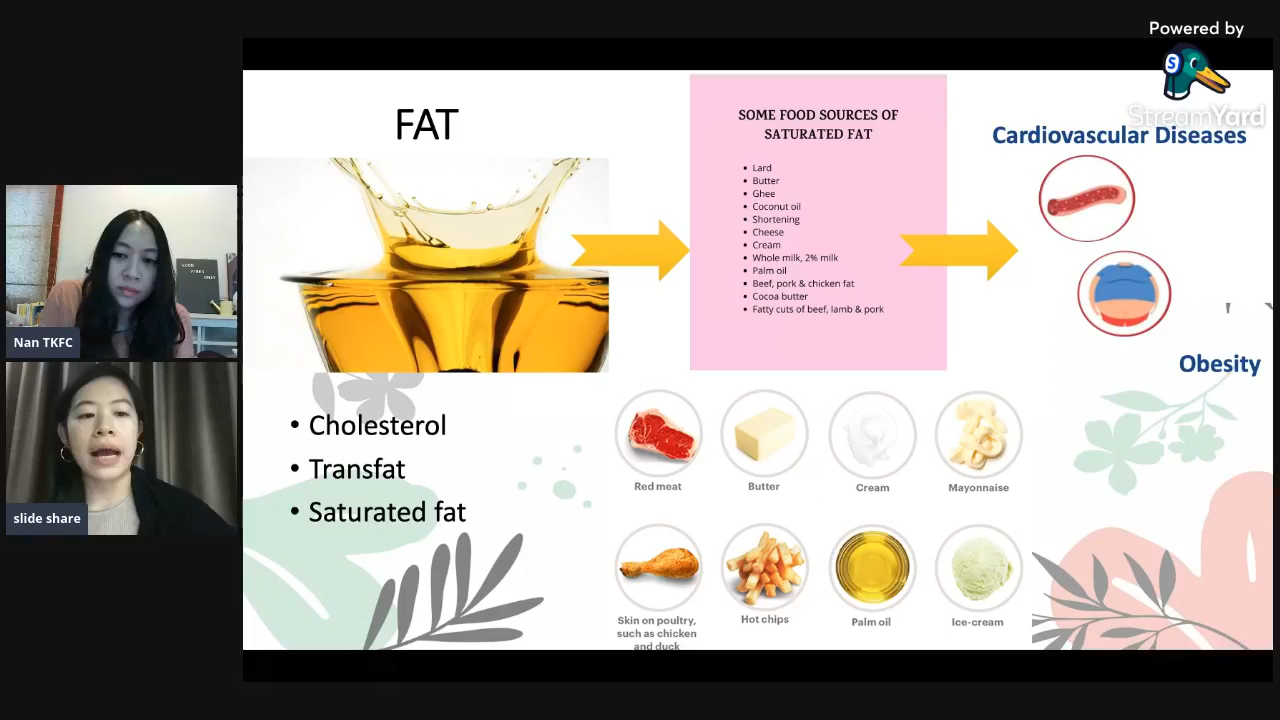 Powered by
StreamYard
FAT
SOME FOOD SOURCES OF
SATURATED FAT
• Lard
• Butter
• Ghee
• Coconut oil
• Shortening
• Cheese
• Cream
• Whole milk, 2% milk
• Palm oil
• Beef, pork & chicken fat
• Cocoa butter
• Fatty cuts of beef, lamb & pork
Cardiovascular Diseases
Obesity
GOOD
VIBES
ONLY
Nan TKFC
slide share
• Cholesterol
• Transfat
• Saturated fat
Red meat
Butter
Cream
Mayonnaise
Skin on poultry,
such as chicken
and duck
Hot chips
Palm oil
Ice-cream